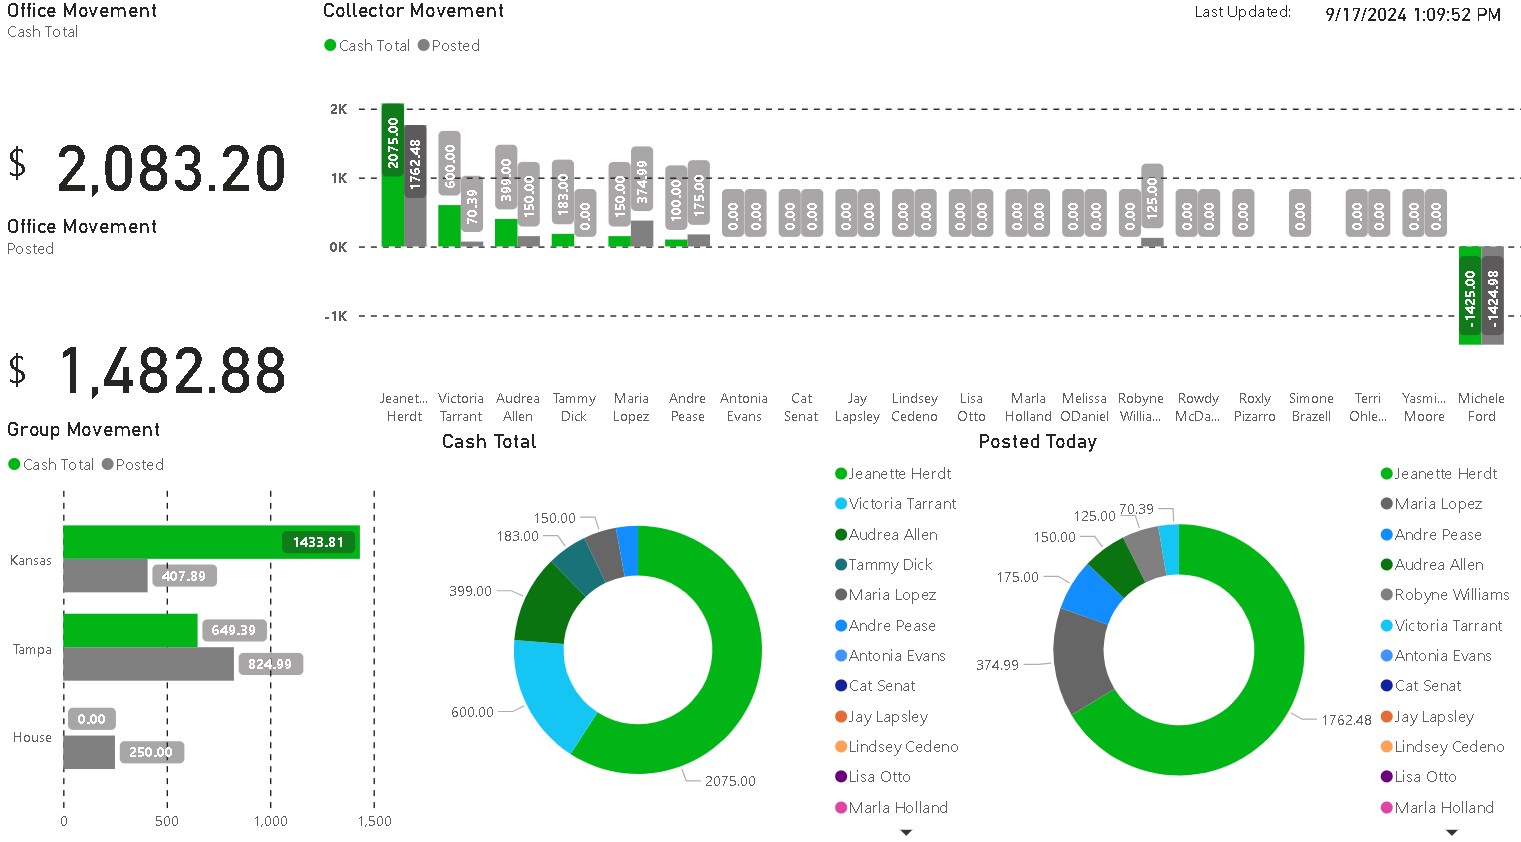 Office Movement
Cash Total
$ 2,083.20
Office Movement
Posted
$ 1,482.88
Collector Movement
Cash Total Posted
Last Updated: 9/17/2024 1:09:52 PM
2K
1K
0K
-1K
2075.00 1762.48 600.00 70.39 399.00 150.00 183.00 0.00 150.00 374.99 100.00 175.00 0.00 0.00 0.00 0.00 0.00 0.00 0.00 0.00 0.00 0.00 0.00 0.00 0.00 0.00 0.00 125.00 0.00 0.00 0.00 0.00 0.00 0.00 0.00 0.00 -1425.00 -1424.98
Jeanet... Herdt
Victoria Tarrant
Audrea Allen
Tammy Dick
Maria Lopez
Andre Pease
Antonia Evans
Cat Senat
Jay Lapsley
Lindsey Cedeno
Lisa Otto
Marla Holland
Melissa ODaniel
Robyne Willia...
Rowdy McDa...
Roxly Pizarro
Simone Brazell
Terri Ohle...
Yasmi... Moore
Michele Ford
Group Movement
Cash Total Posted
Kansas
1433.81
407.89
Tampa
649.39
824.99
House
0.00
250.00
0 500 1,000 1,500
Cash Total
150.00
183.00
399.00
600.00
2075.00
Jeanette Herdt
Victoria Tarrant
Audrea Allen
Tammy Dick
Maria Lopez
Andre Pease
Antonia Evans
Cat Senat
Jay Lapsley
Lindsey Cedeno
Lisa Otto
Marla Holland
Posted Today
70.39
125.00
150.00
175.00
374.99
1762.48
Jeanette Herdt
Maria Lopez
Andre Pease
Audrea Allen
Robyne Williams
Victoria Tarrant
Antonia Evans
Cat Senat
Jay Lapsley
Lindsey Cedeno
Lisa Otto
Marla Holland